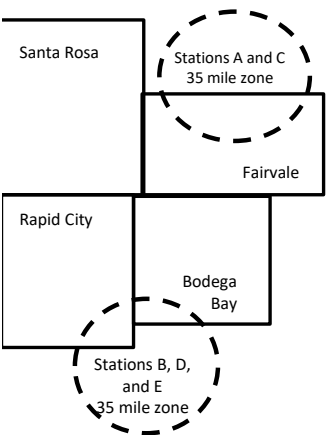 Santa Rosa
Stations A and C
35 mile zone
Fairvale
Rapid City
Bodega
Bay
Stations B, D,
and E
35 mile zone